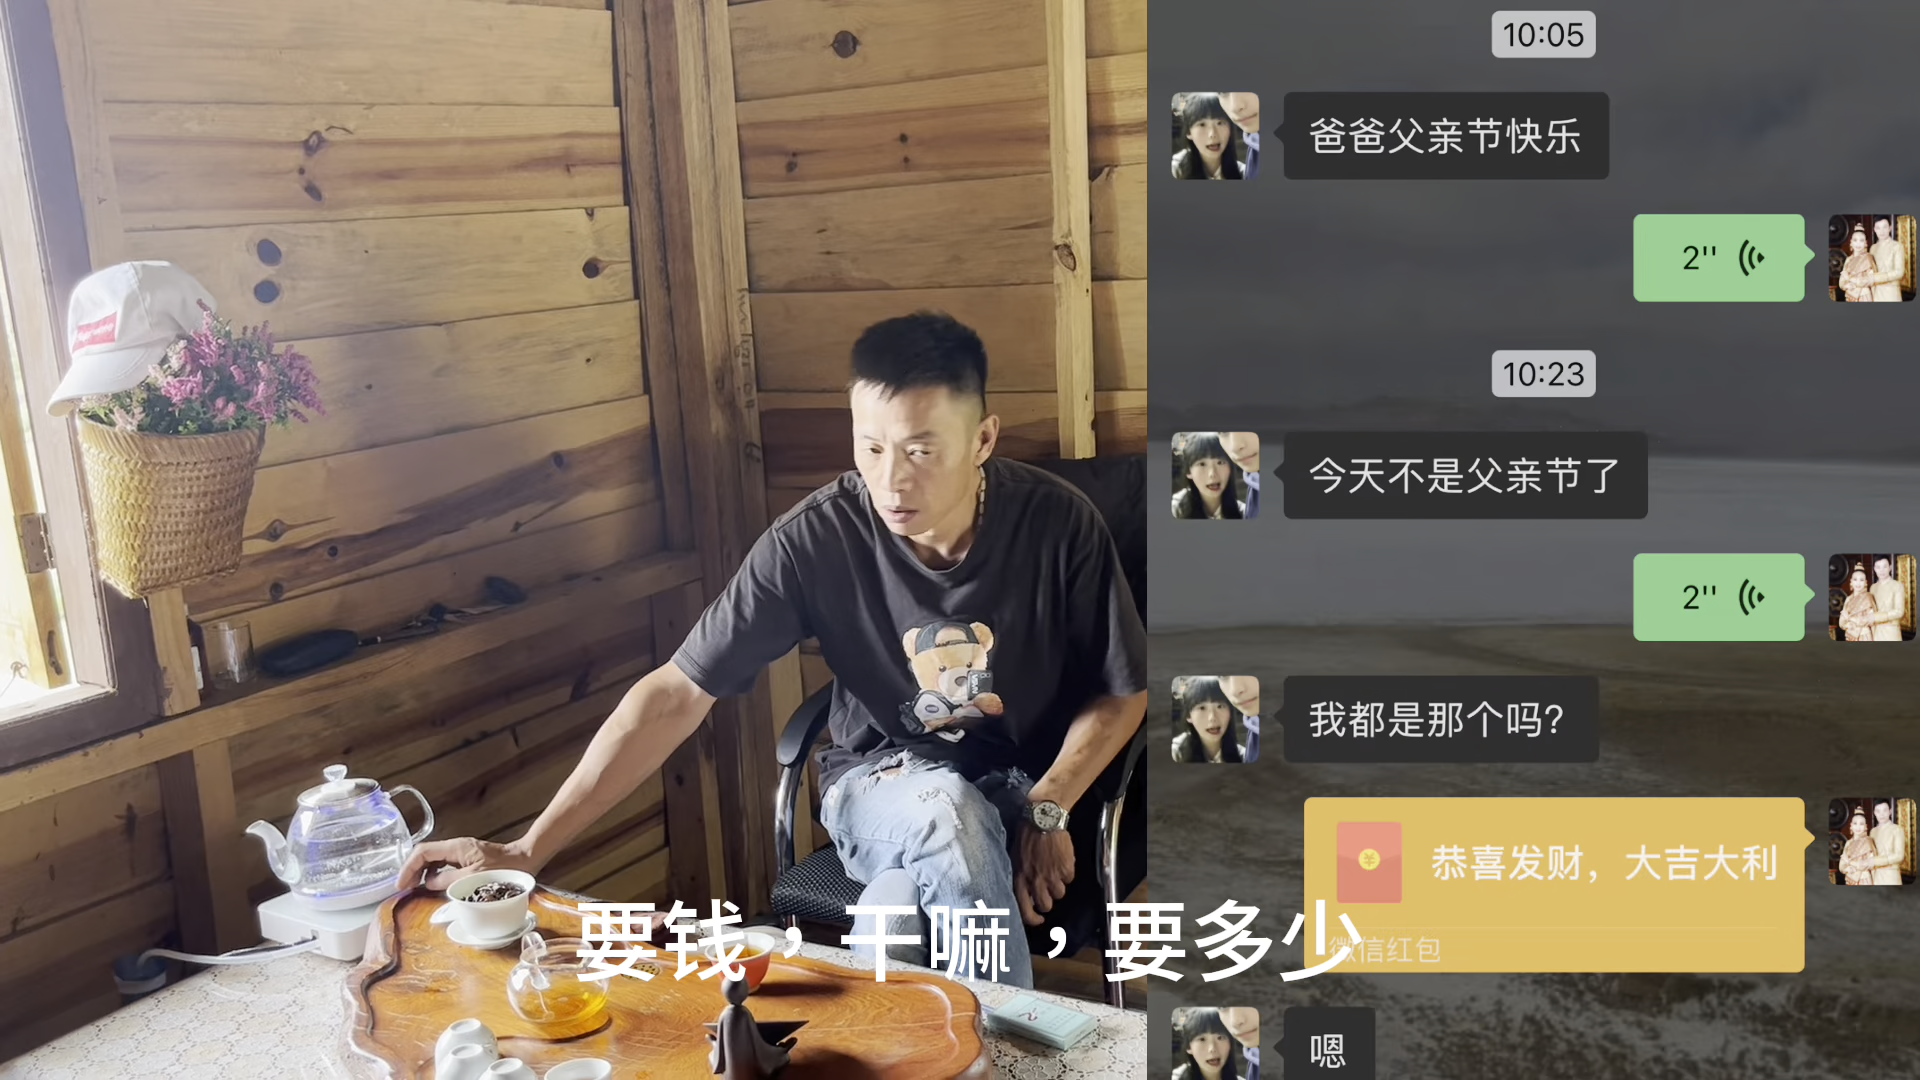 10:05
爸爸父亲节快乐
2''
10:23
今天不是父亲节了
2''
我都是那个吗?
恭喜发财，大吉大利
微信红包
嗯
要钱，干嘛，要多少